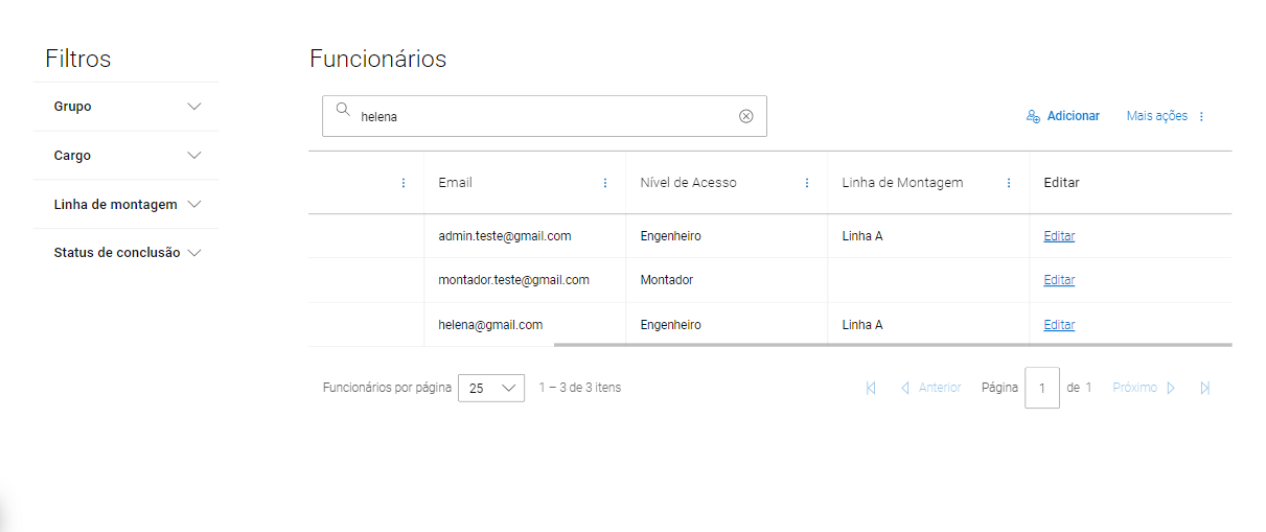 Filtros
Grupo
Cargo
Linha de montagem
Status de conclusão
Funcionários
helena
Adicionar Mais ações
Email Nível de Acesso Linha de Montagem Editar
admin.teste@gmail.com Engenheiro Linha A Editar
montador.teste@gmail.com Montador Editar
helena@gmail.com Engenheiro Linha A Editar
Funcionários por página 25 1 – 3 de 3 itens Anterior Página 1 de 1 Próximo